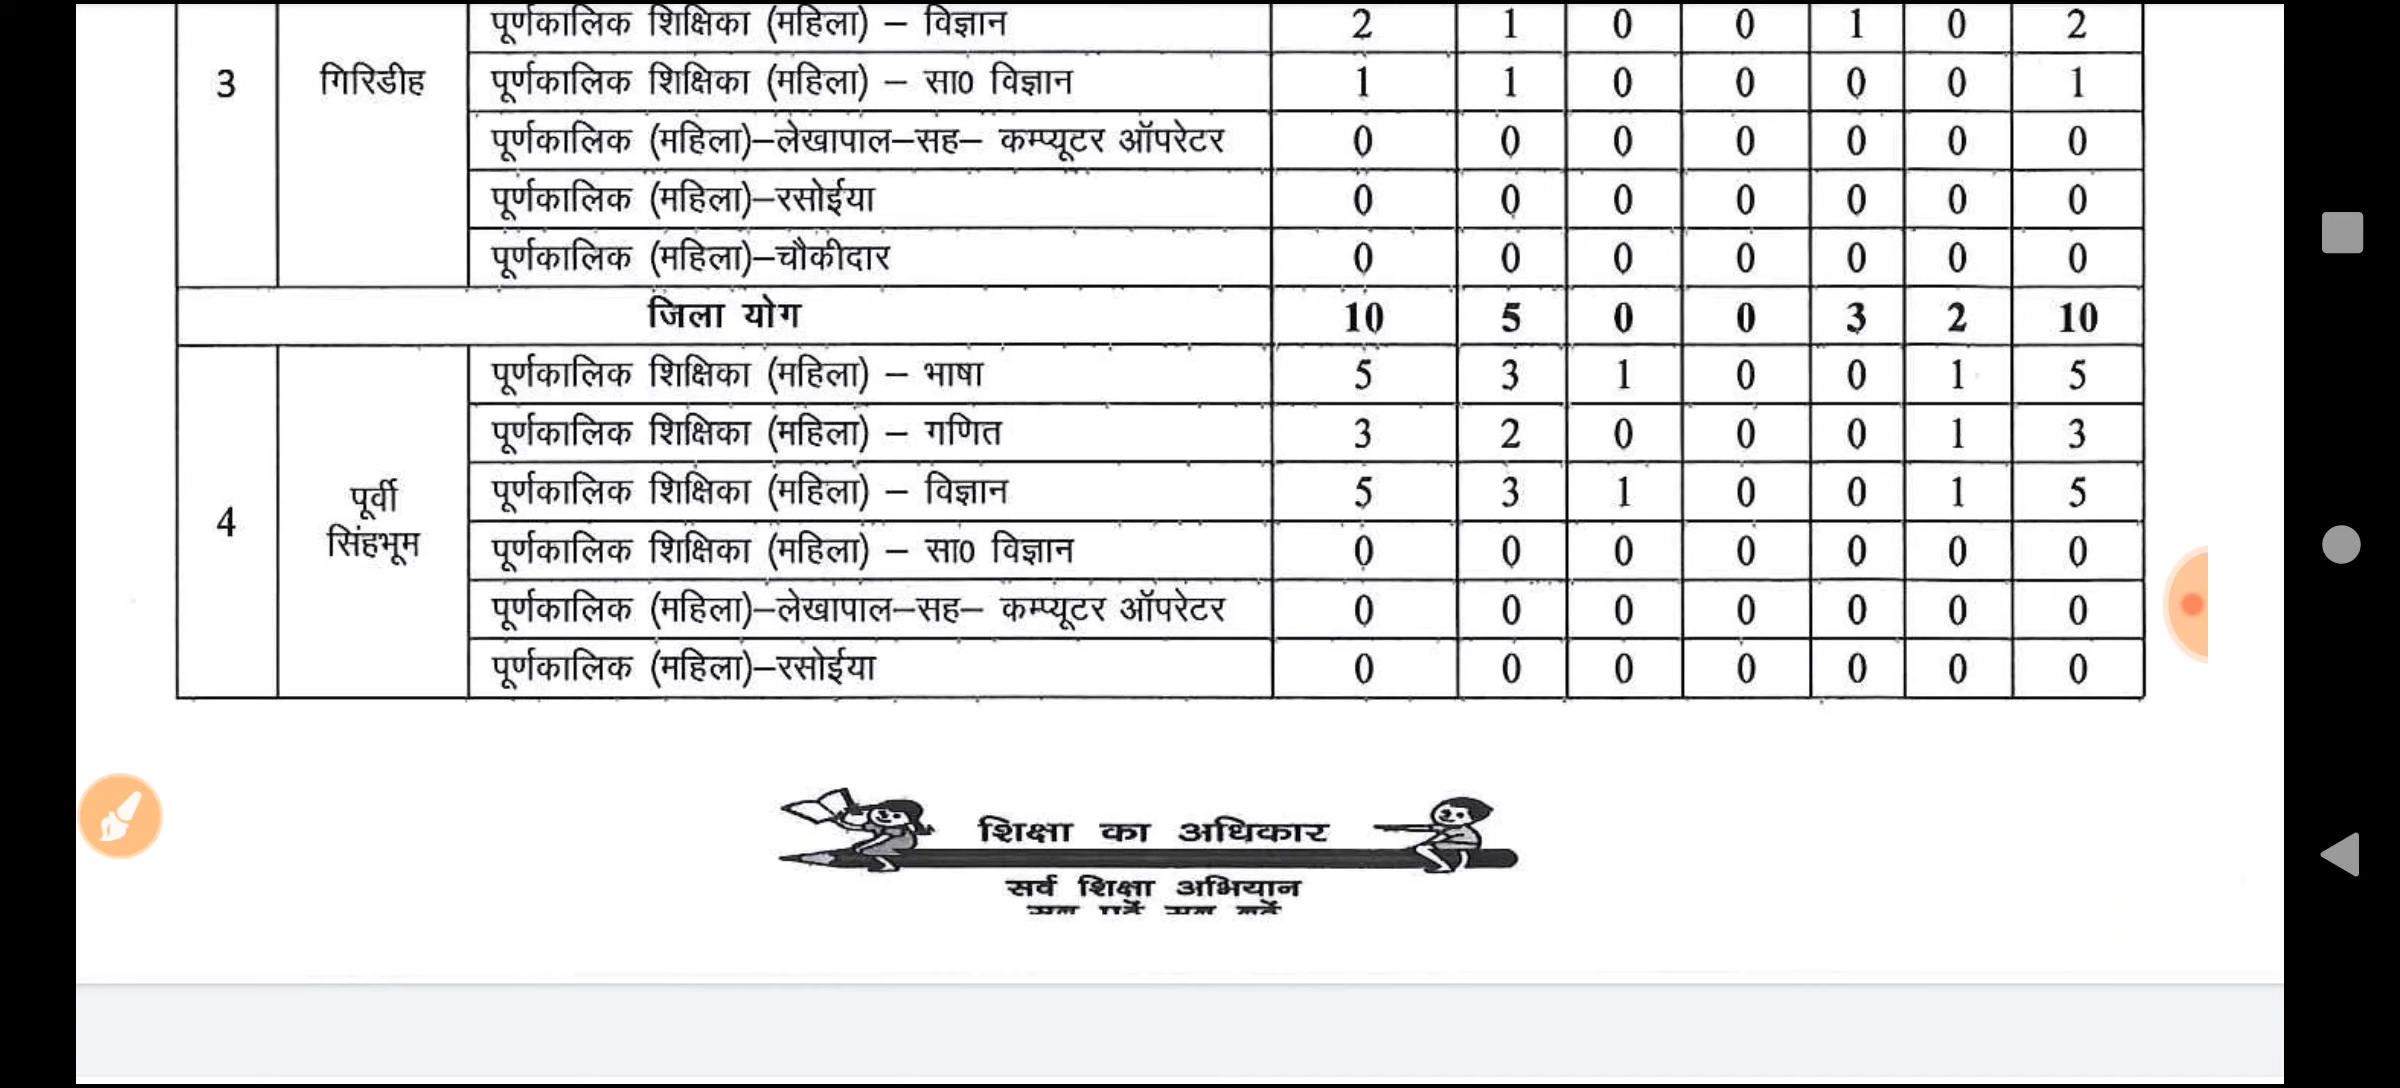 पूर्णकालिक शिक्षिका (महिला) – विज्ञान 2 1 0 0 1 0 2
3 गिरिडीह पूर्णकालिक शिक्षिका (महिला) – सा0 विज्ञान 1 1 0 0 0 0 1
पूर्णकालिक (महिला)–लेखापाल–सह– कम्प्यूटर ऑपरेटर 0 0 0 0 0 0 0
पूर्णकालिक (महिला)–रसोईया 0 0 0 0 0 0 0
पूर्णकालिक (महिला)–चौकीदार 0 0 0 0 0 0 0
जिला योग 10 5 0 0 3 2 10
पूर्णकालिक शिक्षिका (महिला) – भाषा 5 3 1 0 0 1 5
पूर्णकालिक शिक्षिका (महिला) – गणित 3 2 0 0 0 1 3
4 पूर्वी सिंहभूम पूर्णकालिक शिक्षिका (महिला) – विज्ञान 5 3 1 0 0 1 5
पूर्णकालिक शिक्षिका (महिला) – सा0 विज्ञान 0 0 0 0 0 0 0
पूर्णकालिक (महिला)–लेखापाल–सह– कम्प्यूटर ऑपरेटर 0 0 0 0 0 0 0
पूर्णकालिक (महिला)–रसोईया 0 0 0 0 0 0 0
शिक्षा का अधिकार
सर्व शिक्षा अभियान